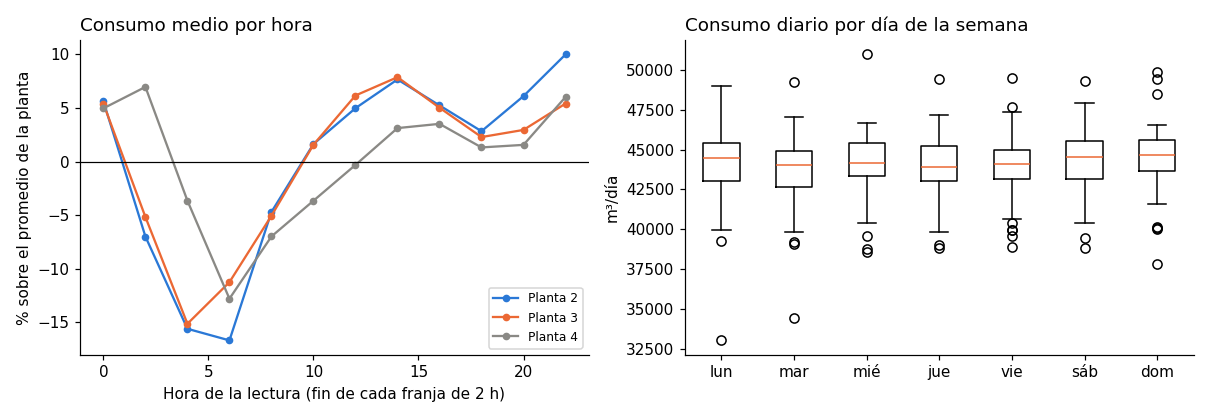 Consumo medio por hora
% sobre el promedio de la planta
10
5
0
−5
−10
−15
0
5
10
15
20
Hora de la lectura (fin de cada franja de 2 h)
Planta 2
Planta 3
Planta 4
Consumo diario por día de la semana
m³/día
50000
47500
45000
42500
40000
37500
35000
32500
lun
mar
mié
jue
vie
sáb
dom